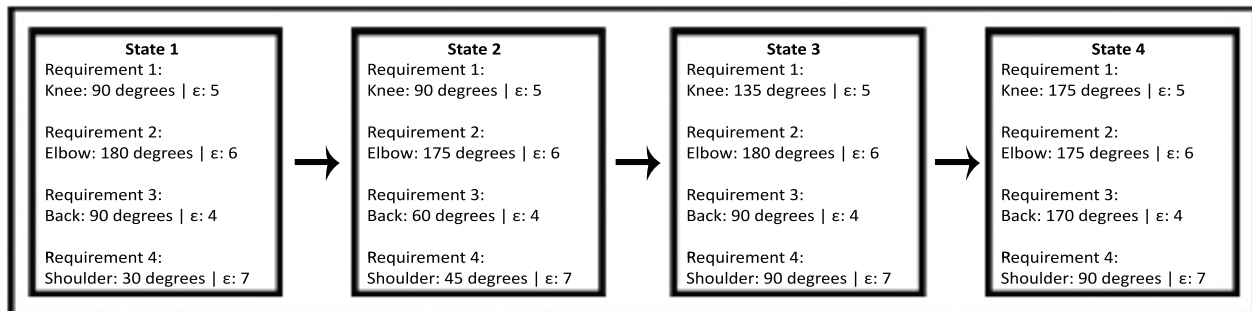 State 1
Requirement 1:
Knee: 90 degrees | ε: 5
Requirement 2:
Elbow: 180 degrees | ε: 6
Requirement 3:
Back: 90 degrees | ε: 4
Requirement 4:
Shoulder: 30 degrees | ε: 7
State 2
Requirement 1:
Knee: 90 degrees | ε: 5
Requirement 2:
Elbow: 175 degrees | ε: 6
Requirement 3:
Back: 60 degrees | ε: 4
Requirement 4:
Shoulder: 45 degrees | ε: 7
State 3
Requirement 1:
Knee: 135 degrees | ε: 5
Requirement 2:
Elbow: 180 degrees | ε: 6
Requirement 3:
Back: 90 degrees | ε: 4
Requirement 4:
Shoulder: 90 degrees | ε: 7
State 4
Requirement 1:
Knee: 175 degrees | ε: 5
Requirement 2:
Elbow: 175 degrees | ε: 6
Requirement 3:
Back: 170 degrees | ε: 4
Requirement 4:
Shoulder: 90 degrees | ε: 7